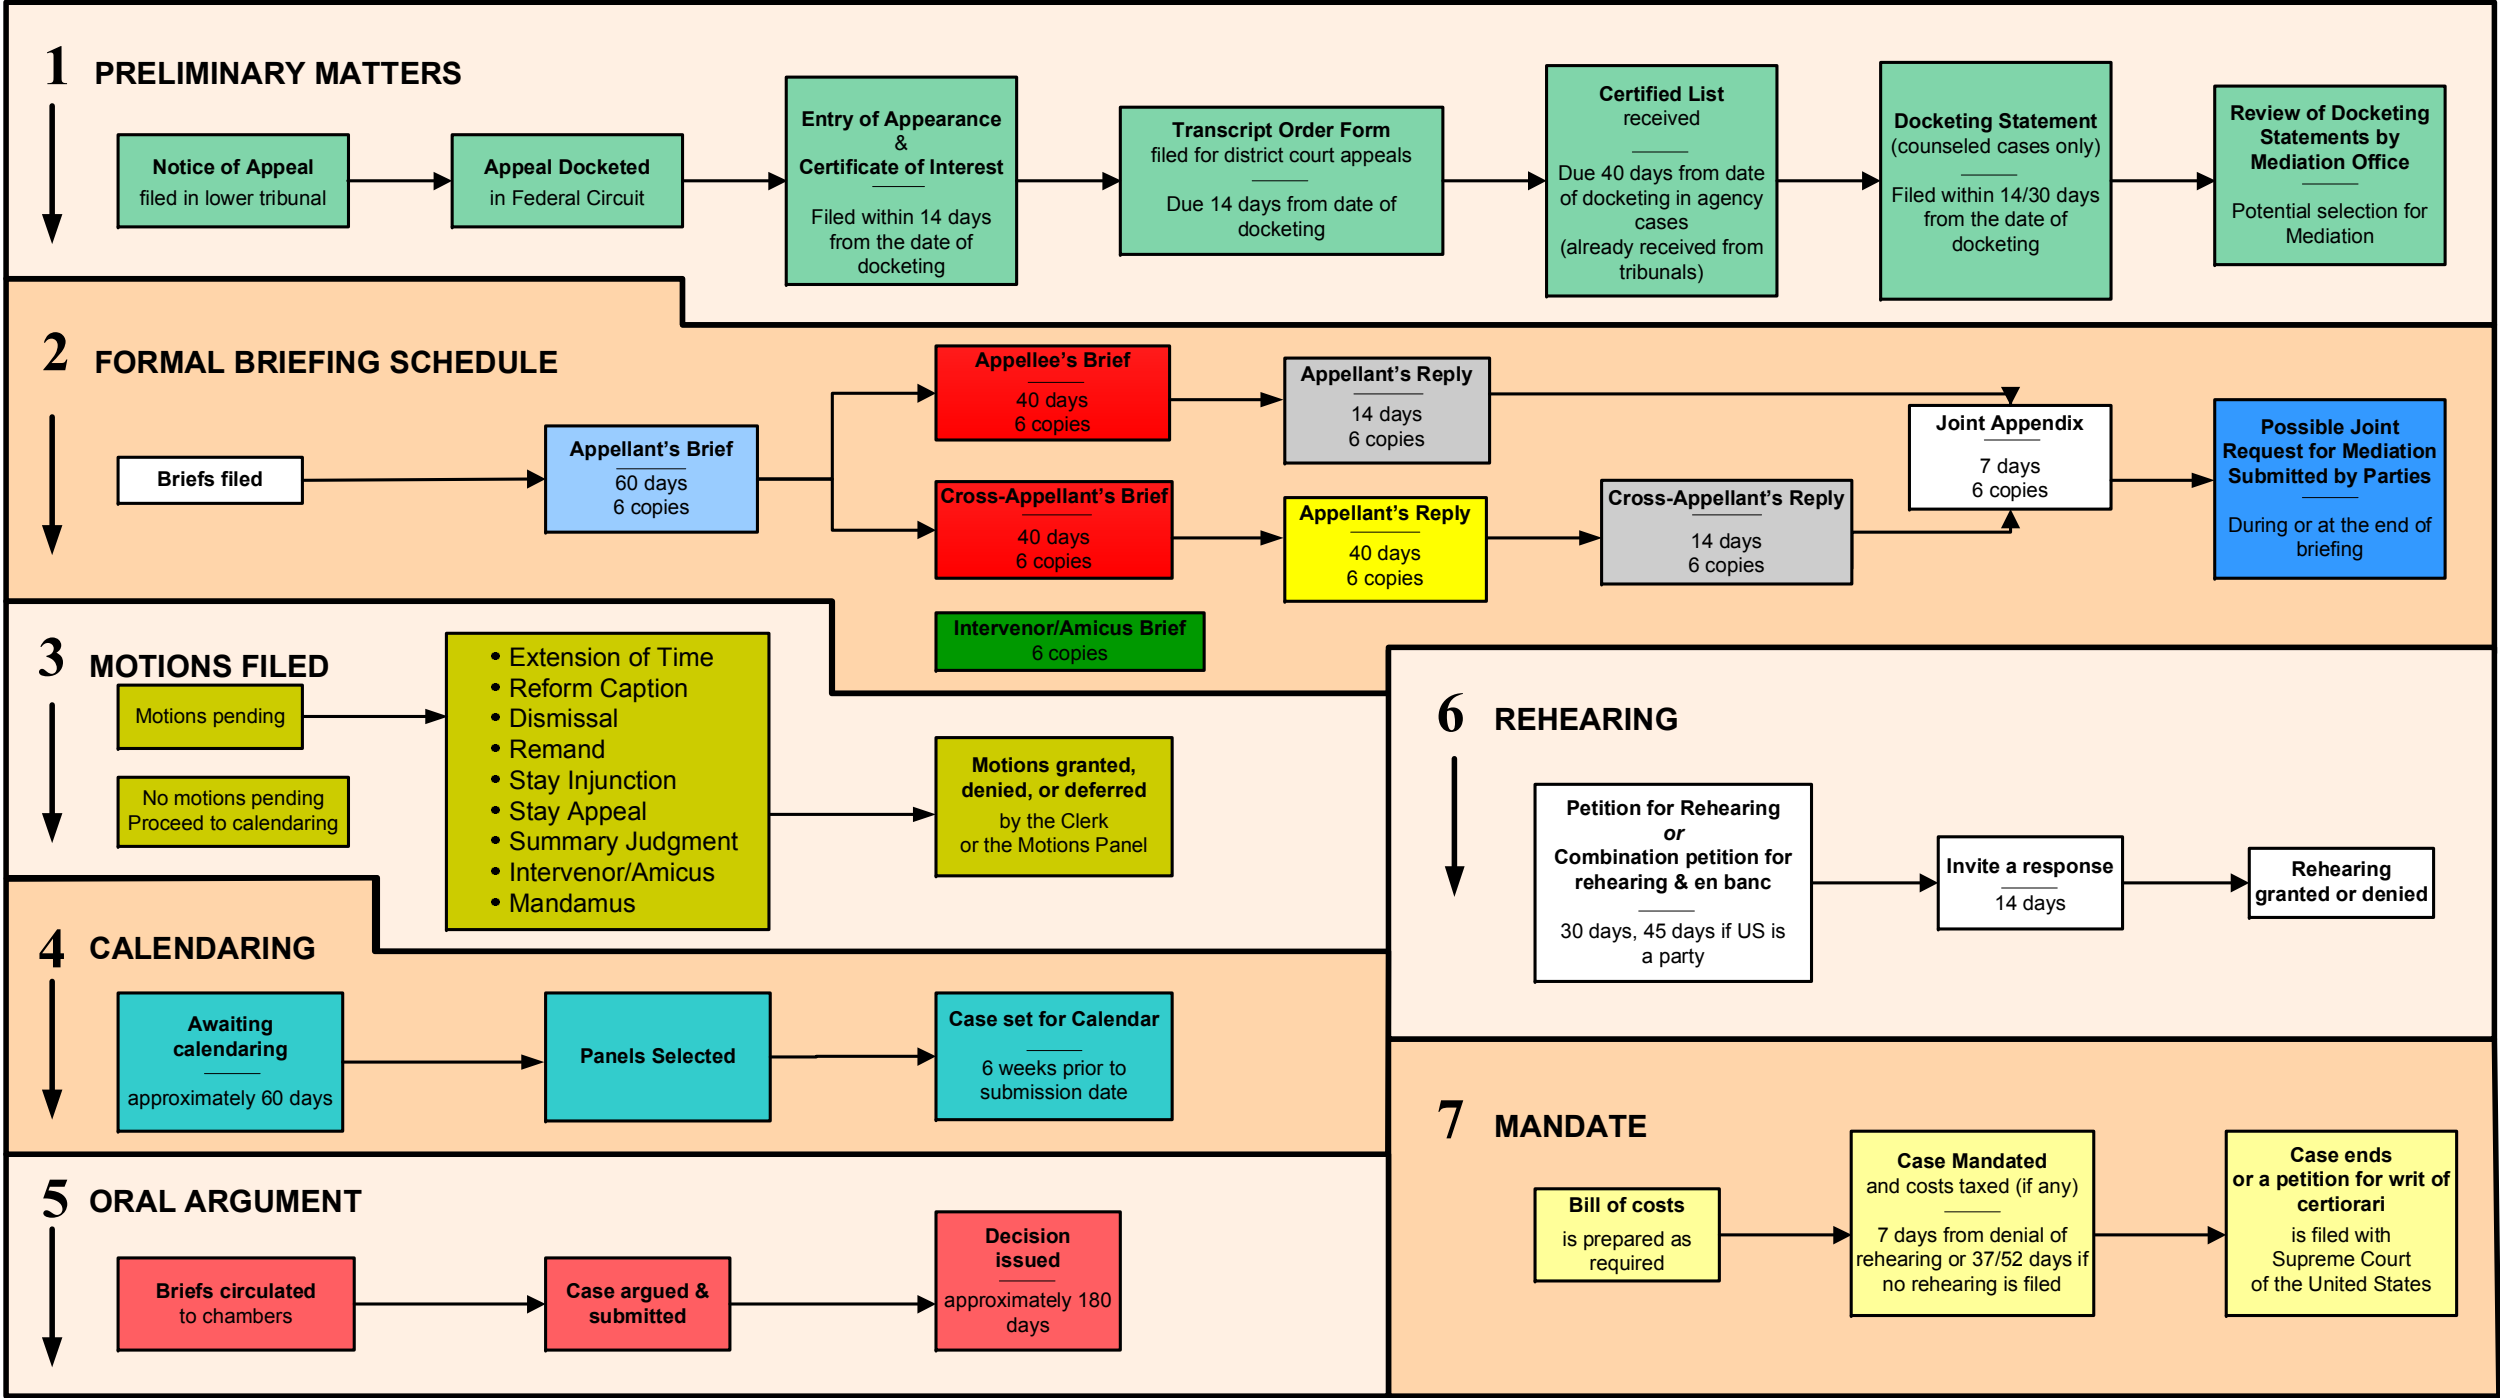 1 PRELIMINARY MATTERS
Notice of Appeal
filed in lower tribunal
Appeal Docketed
in Federal Circuit
Entry of Appearance
&
Certificate of Interest
Filed within 14 days
from the date of
docketing
Transcript Order Form
filed for district court appeals
Due 14 days from date of
docketing
Certified List
received
Due 40 days from date
of docketing in agency
cases
(already received from
tribunals)
Docketing Statement
(counseled cases only)
Filed within 14/30 days
from the date of
docketing
Review of Docketing
Statements by
Mediation Office
Potential selection for
Mediation
2 FORMAL BRIEFING SCHEDULE
Briefs filed
Appellant's Brief
60 days
6 copies
Appellee's Brief
40 days
6 copies
Appellant's Reply
14 days
6 copies
Cross-Appellant's Brief
40 days
6 copies
Appellant's Reply
40 days
6 copies
Cross-Appellant's Reply
14 days
6 copies
Joint Appendix
7 days
6 copies
Possible Joint
Request for Mediation
Submitted by Parties
During or at the end of
briefing
Intervenor/Amicus Brief
6 copies
3 MOTIONS FILED
Motions pending
No motions pending
Proceed to calendaring
• Extension of Time
• Reform Caption
• Dismissal
• Remand
• Stay Injunction
• Stay Appeal
• Summary Judgment
• Intervenor/Amicus
• Mandamus
Motions granted,
denied, or deferred
by the Clerk
or the Motions Panel
4 CALENDARING
Awaiting
calendaring
approximately 60 days
Panels Selected
Case set for Calendar
6 weeks prior to
submission date
5 ORAL ARGUMENT
Briefs circulated
to chambers
Case argued &
submitted
Decision
issued
approximately 180
days
6 REHEARING
Petition for Rehearing
or
Combination petition for
rehearing & en banc
30 days, 45 days if US is
a party
Invite a response
14 days
Rehearing
granted or denied
7 MANDATE
Bill of costs
is prepared as
required
Case Mandated
and costs taxed (if any)
7 days from denial of
rehearing or 37/52 days if
no rehearing is filed
Case ends
or a petition for writ of
certiorari
is filed with
Supreme Court
of the United States